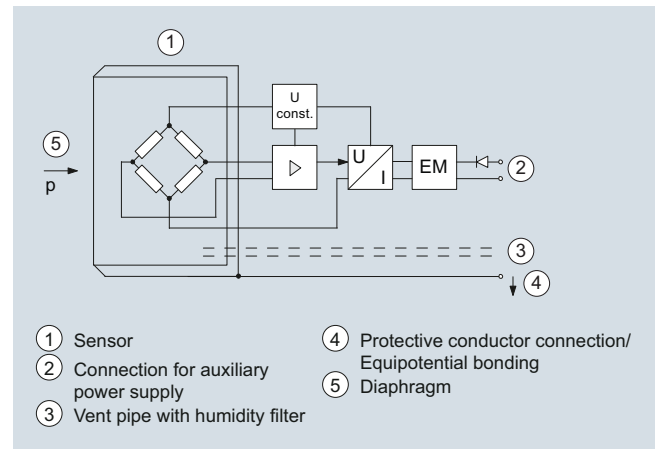 1
U
const.
5
p
U
I
EM
2
3
4
1 Sensor
2 Connection for auxiliary
power supply
3 Vent pipe with humidity filter
4 Protective conductor connection/
Equipotential bonding
5 Diaphragm